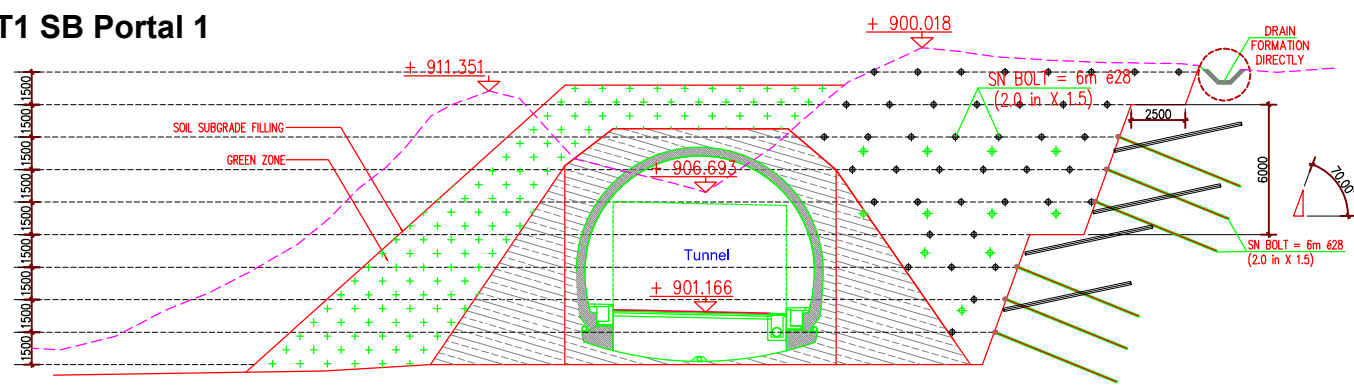 T1 SB Portal 1
+ 900.018
DRAIN
FORMATION
DIRECTLY
+ 911.351
SN BOLT = 6m é28
(2.0 in X 1.5)
1500
1500
1500
1500
1500
1500
1500
1500
1500
2500
SOIL SUBGRADE FILLING
GREEN ZONE
+ 906.693
6000
70.00
Tunnel
SN BOLT = 6m é28
(2.0 in X 1.5)
+ 901.166